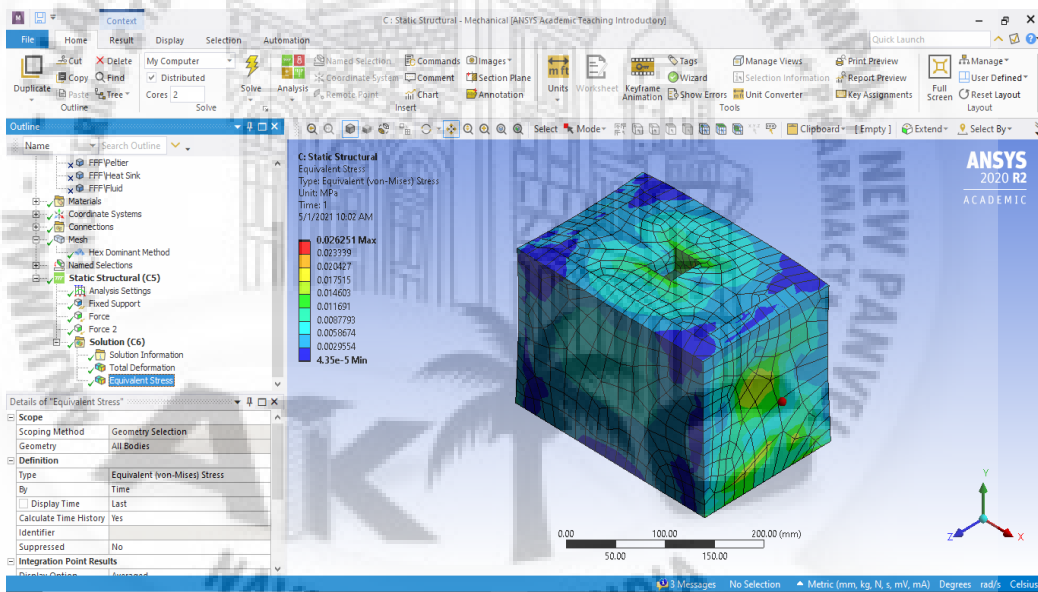 Context
C : Static Structural - Mechanical [ANSYS Academic Teaching Introductory]
File Home Result Display Selection Automation
Quick Launch
Cut Delete My Computer Named Selection Commands Images Tags Manage Views Print Preview Manage
Copy Find Distributed Coordinate System Comment Section Plane Wizard Selection Information Report Preview User Defined
Duplicate Paste Tree Cores 2 Solve Analysis Remote Point Chart Annotation Units Worksheet Keyframe Animation Show Errors Unit Converter Key Assignments Full Screen Reset Layout
Outline Solve Insert Tools Layout
Outline
Select Mode Clipboard [Empty] Extend Select By
Name Search Outline
FFF\Peltier
FFF\Heat Sink
FFF\Fluid
Materials
Coordinate Systems
Connections
Mesh
Hex Dominant Method
Named Selections
Static Structural (C5)
Analysis Settings
Fixed Support
Force
Force 2
Solution (C6)
Solution Information
Total Deformation
Equivalent Stress
Details of "Equivalent Stress"
Scope
Scoping Method Geometry Selection
Geometry All Bodies
Definition
Type Equivalent (von-Mises) Stress
By Time
Display Time Last
Calculate Time History Yes
Identifier
Suppressed No
Integration Point Results
Display Option Averaged
C: Static Structural
Equivalent Stress
Type: Equivalent (von-Mises) Stress
Unit: MPa
Time: 1
5/1/2021 10:02 AM
0.026251 Max
0.023339
0.020427
0.017515
0.014603
0.011691
0.0087793
0.0058674
0.0029554
4.35e-5 Min
ANSYS
2020 R2
ACADEMIC
NEW PANVEL
0.00 100.00 200.00 (mm)
50.00 150.00
Y
Z X
3 Messages No Selection Metric (mm, kg, N, s, mV, mA) Degrees rad/s Celsius